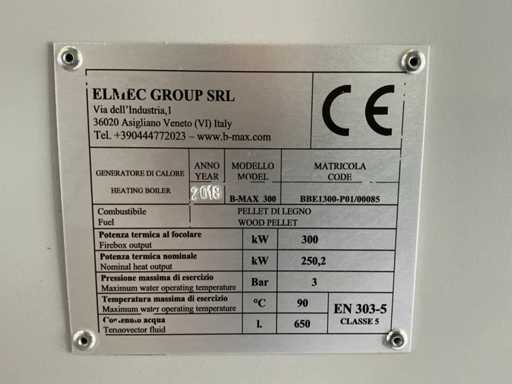 ELMEC GROUP SRL
Via dell'Industria,1
36020 Asigliano Veneto (VI) Italy
Tel. +390444772023 – www.b-max.com
CE
GENERATORE DI CALORE
HEATING BOILER
ANNO
YEAR
2018
MODELLO
MODEL
B-MAX 300
MATRICOLA
CODE
BBE1300-P01/00085
Combustibile
Fuel
PELLET DI LEGNO
WOOD PELLET
Potenza termica al focolare
Firebox output
kW 300
Potenza termica nominale
Nominal heat output
kW 250,2
Pressione massima di esercizio
Maximum water operating temperature
Bar 3
Temperatura massima di esercizio
Maximum water operating temperature
°C 90
Contenuto acqua
Termovector fluid
l. 650
EN 303-5
CLASSE 5